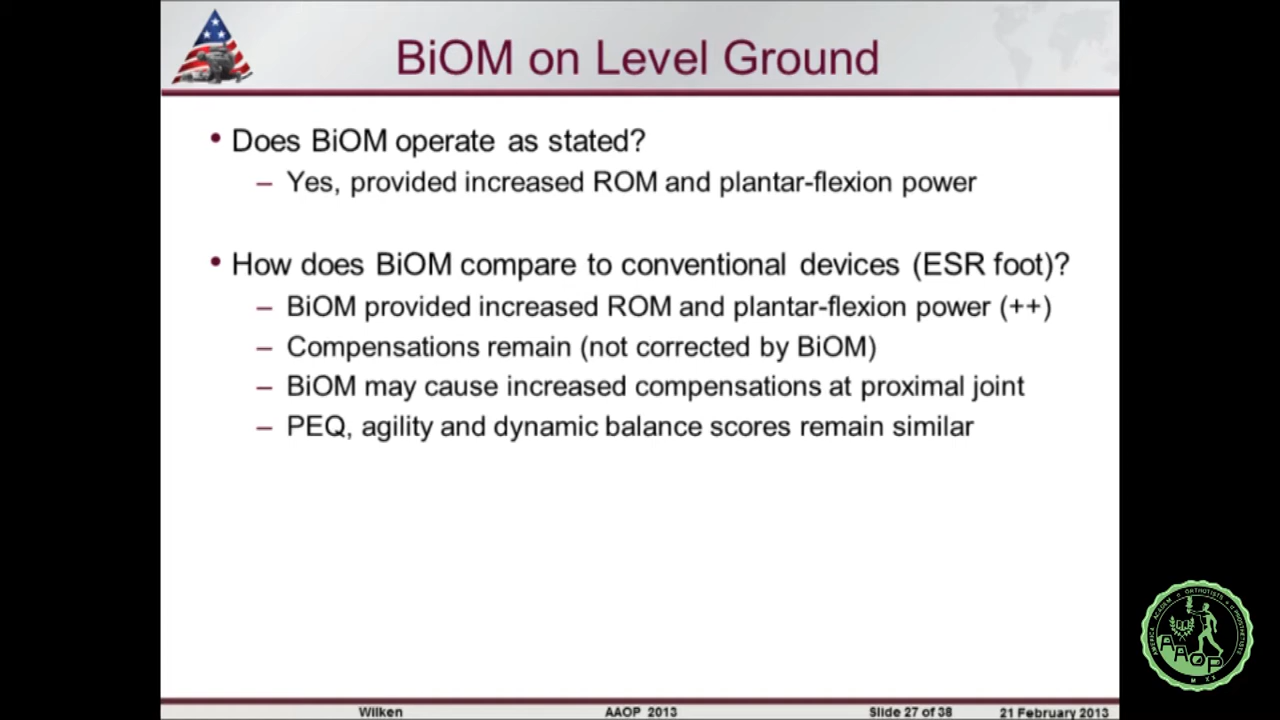 BiOM on Level Ground
• Does BiOM operate as stated?
– Yes, provided increased ROM and plantar-flexion power
• How does BiOM compare to conventional devices (ESR foot)?
– BiOM provided increased ROM and plantar-flexion power (++)
– Compensations remain (not corrected by BiOM)
– BiOM may cause increased compensations at proximal joint
– PEQ, agility and dynamic balance scores remain similar
Wilken AAOP 2013 Slide 27 of 38 21 February 2013
AAOP